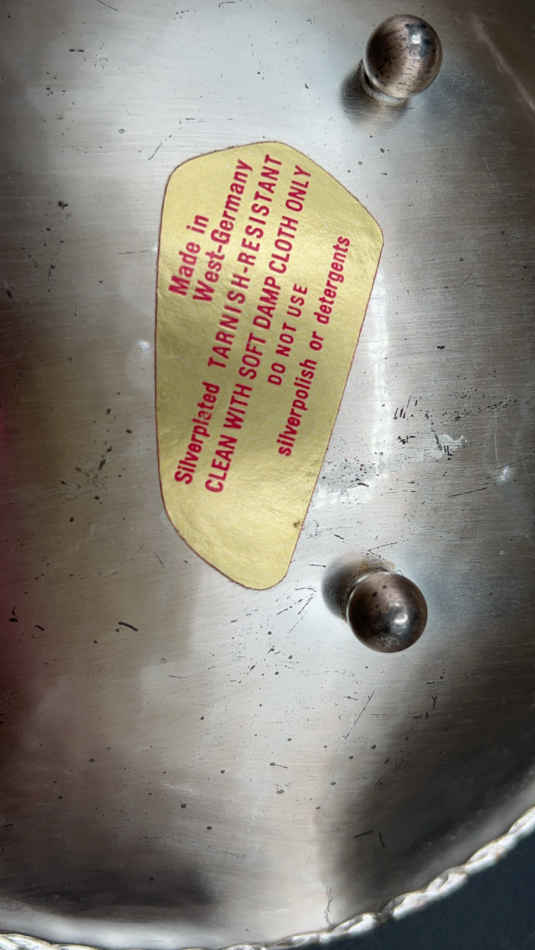 Made in
West-Germany
Silverplated TARNISH-RESISTANT
CLEAN WITH SOFT DAMP CLOTH ONLY
DO NOT USE
silverpolish or detergents